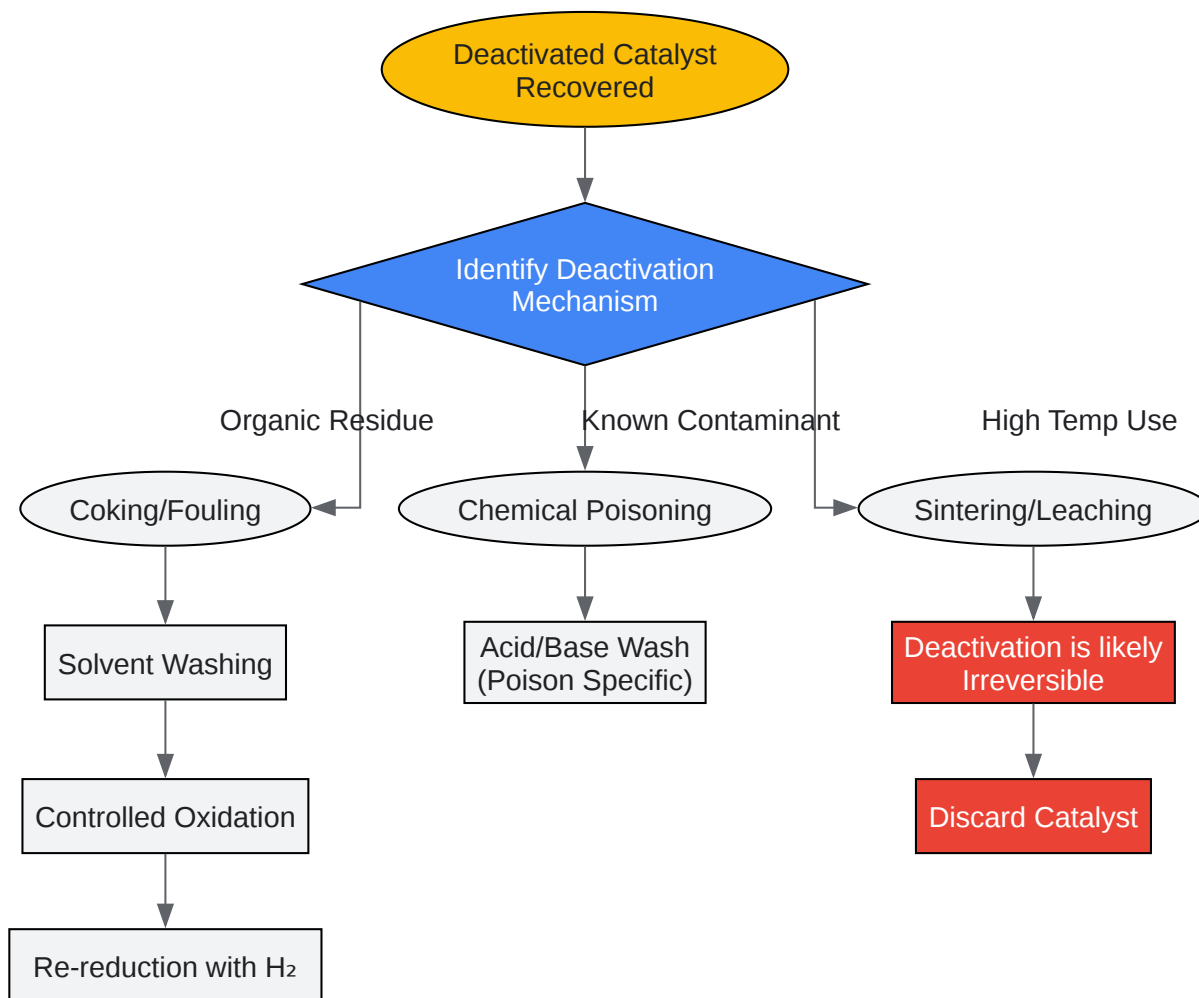 Deactivated Catalyst
Recovered
Identify Deactivation
Mechanism
Organic Residue
Known Contaminant
High Temp Use
Coking/Fouling
Chemical Poisoning
Sintering/Leaching
Solvent Washing
Acid/Base Wash
(Poison Specific)
Deactivation is likely
Irreversible
Controlled Oxidation
Discard Catalyst
Re-reduction with H₂